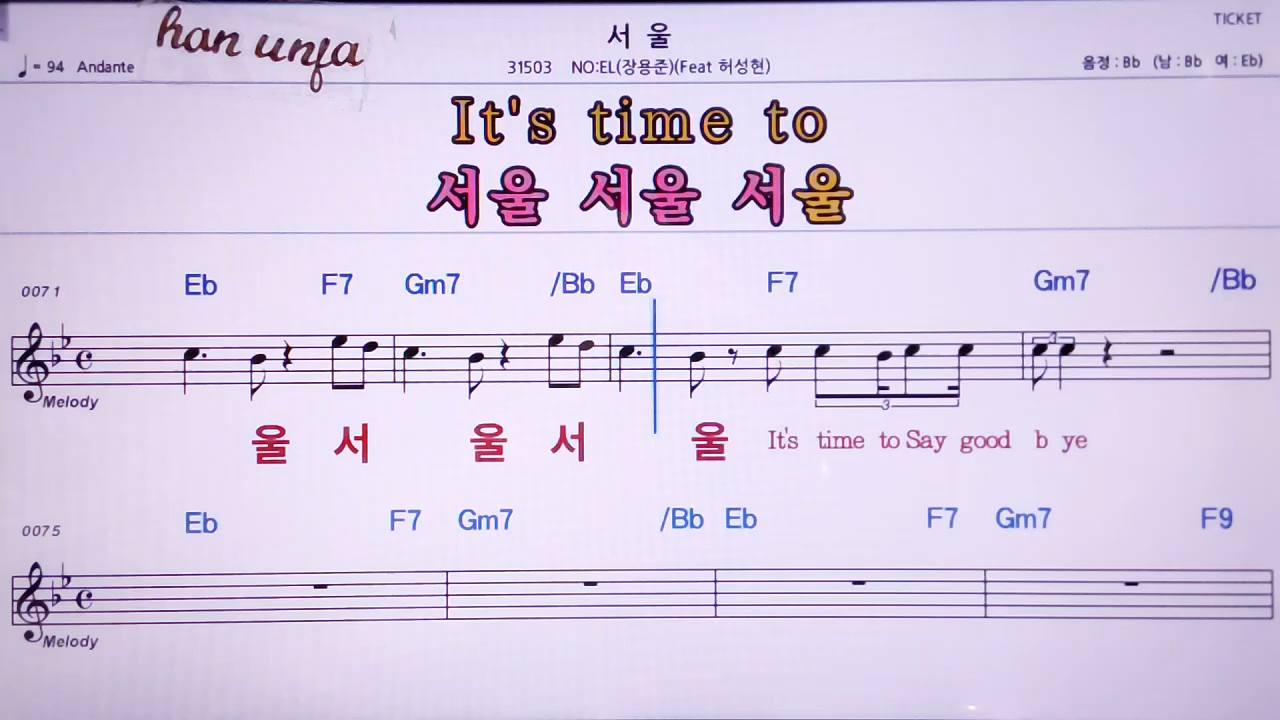 TICKET
han unfa
서 울
♩= 94 Andante
31503 NO:EL(장용준)(Feat 허성현)
음정 : Bb (남 : Bb 여 : Eb)
It's time to
서울 서울 서울
0071 Eb F7 Gm7 /Bb Eb F7 Gm7 /Bb
3 3
Melody
울 서 울 서 울 It's time to Say good b ye
0075 Eb F7 Gm7 /Bb Eb F7 Gm7 F9
Melody